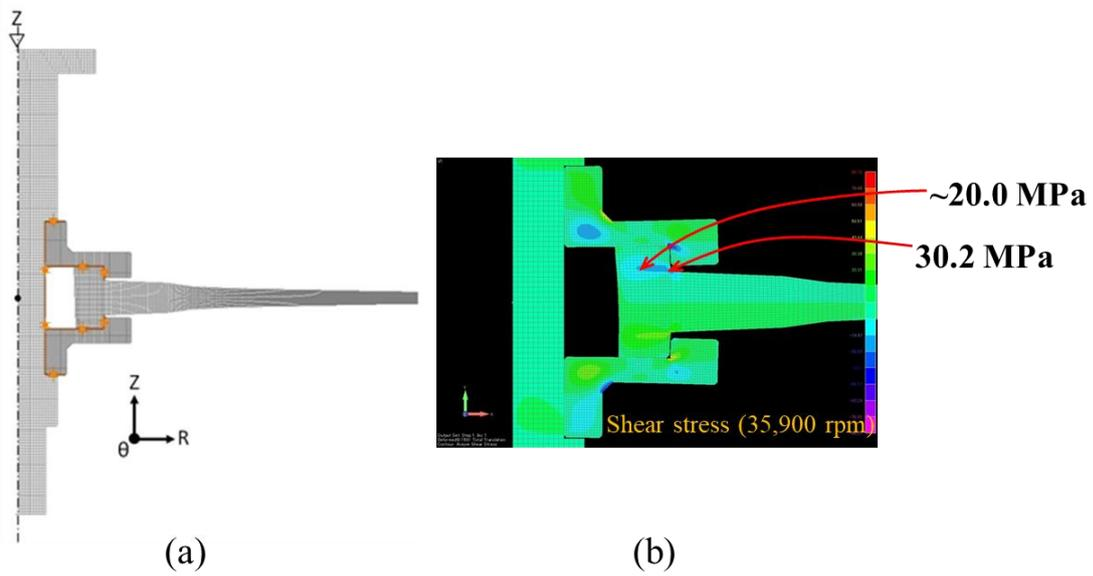 Z
Z
R
θ
~20.0 MPa
30.2 MPa
Shear stress (35,900 rpm)
(a)
(b)